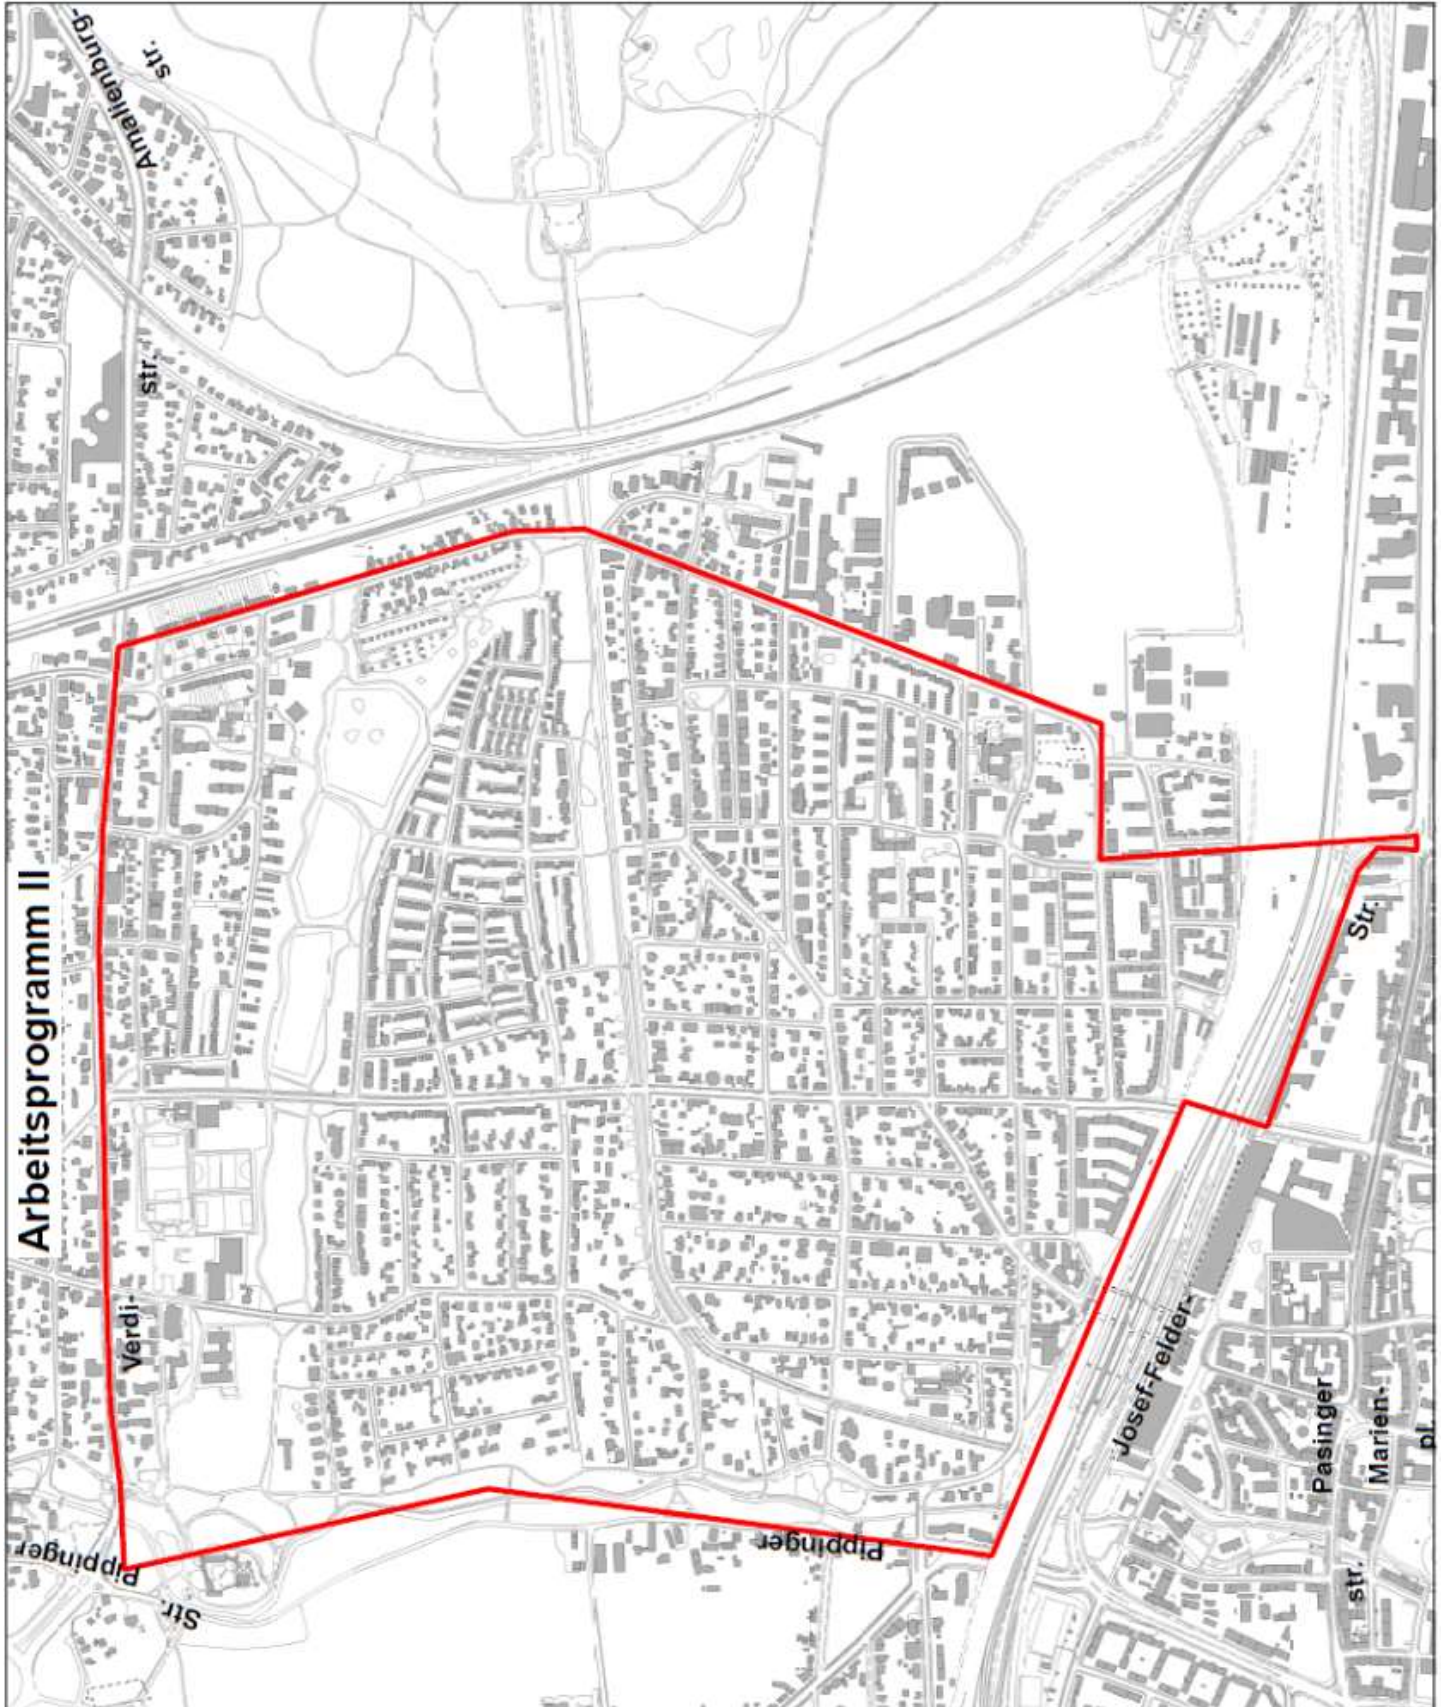 Arbeitsprogramm II
Amalienburg-
str.
str.
Verdi-
Pippinger
Str.
Pippinger
Josef-Felder-
Str.
Pasinger
Marien-
pl.
str.